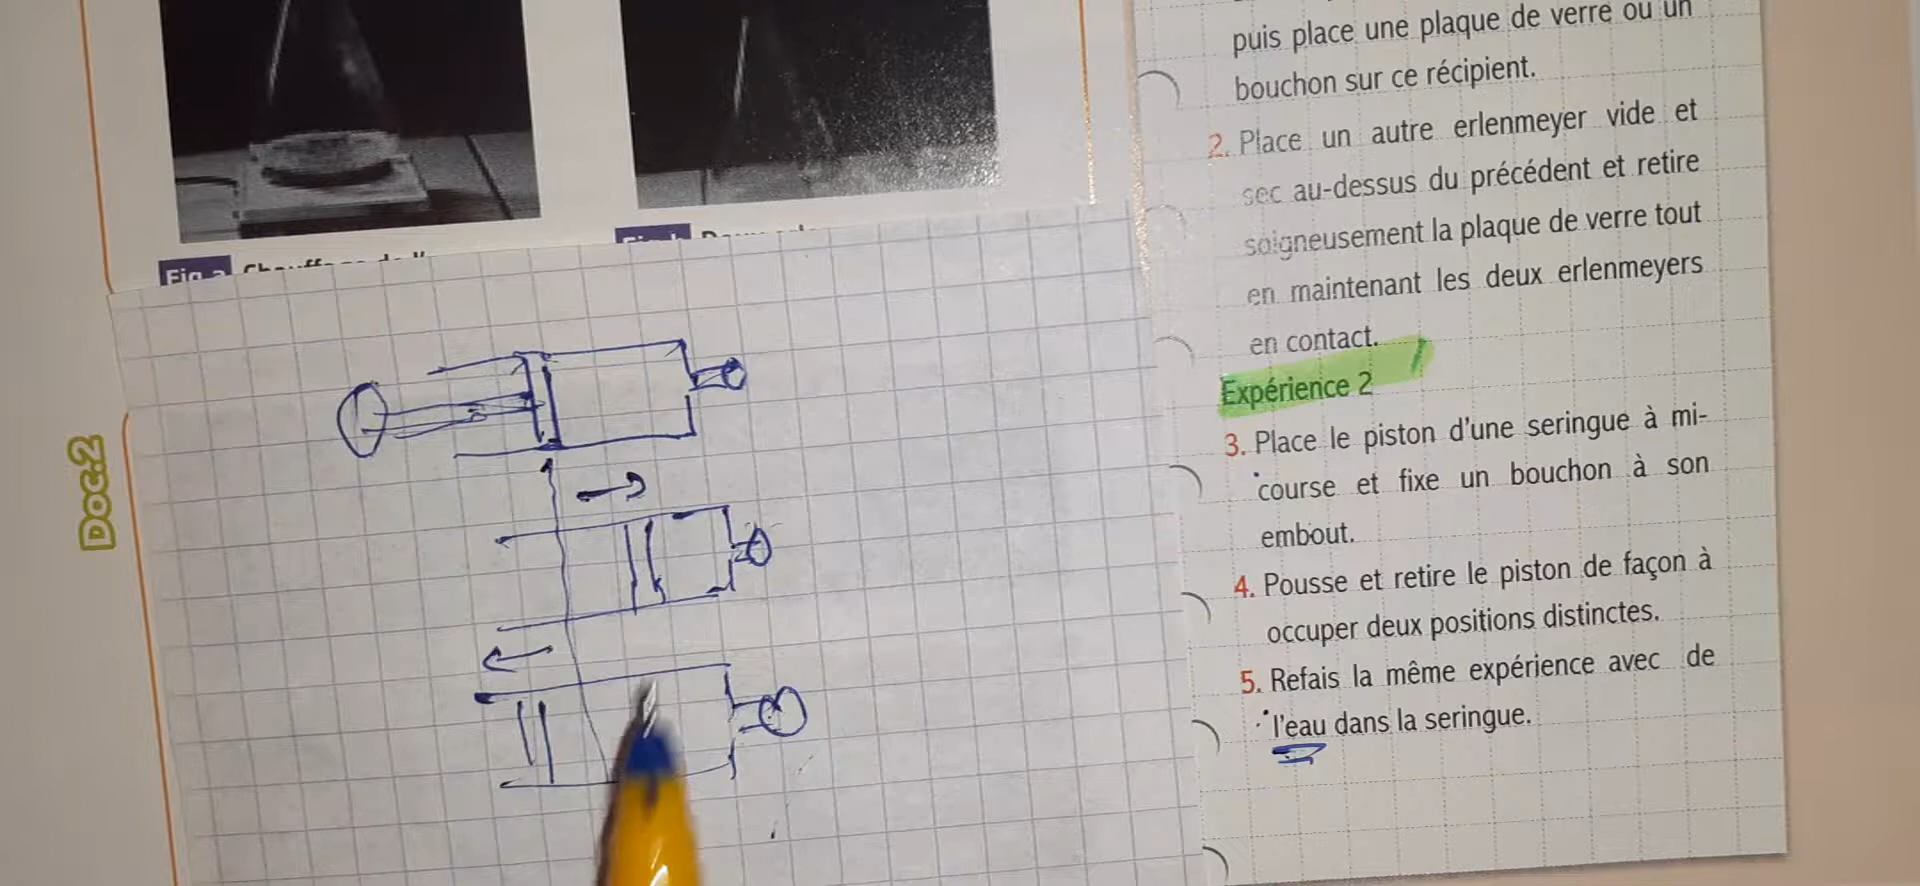 puis place une plaque de verre ou un
bouchon sur ce récipient.
2. Place un autre erlenmeyer vide et
sec au-dessus du précédent et retire
soigneusement la plaque de verre tout
en maintenant les deux erlenmeyers
en contact.
Expérience 2
3. Place le piston d'une seringue à mi-
course et fixe un bouchon à son
embout.
4. Pousse et retire le piston de façon à
occuper deux positions distinctes.
5. Refais la même expérience avec de
l'eau dans la seringue.
Doc.2